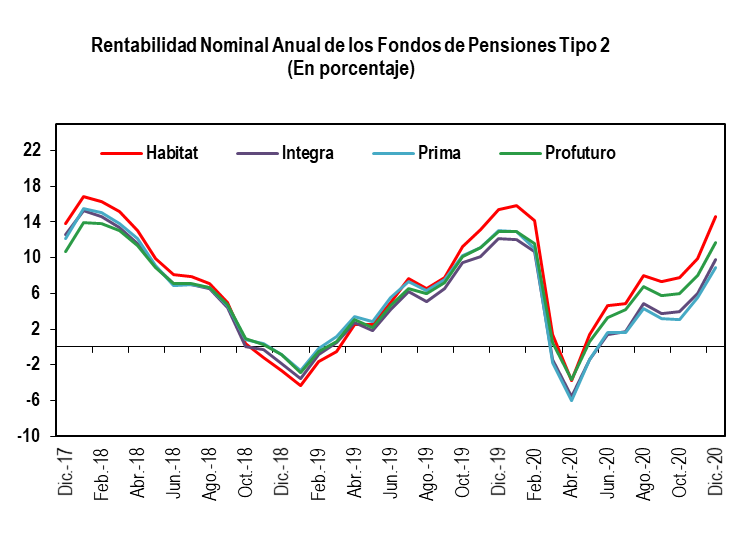 Rentabilidad Nominal Anual de los Fondos de Pensiones Tipo 2
(En porcentaje)
Habitat Integra Prima Profuturo
22
18
14
10
6
2
-2
-6
-10
Dic.-17 Feb.-18 Abr.-18 Jun.-18 Ago.-18 Oct.-18 Dic.-18 Feb.-19 Abr.-19 Jun.-19 Ago.-19 Oct.-19 Dic.-19 Feb.-20 Abr.-20 Jun.-20 Ago.-20 Oct.-20 Dic.-20